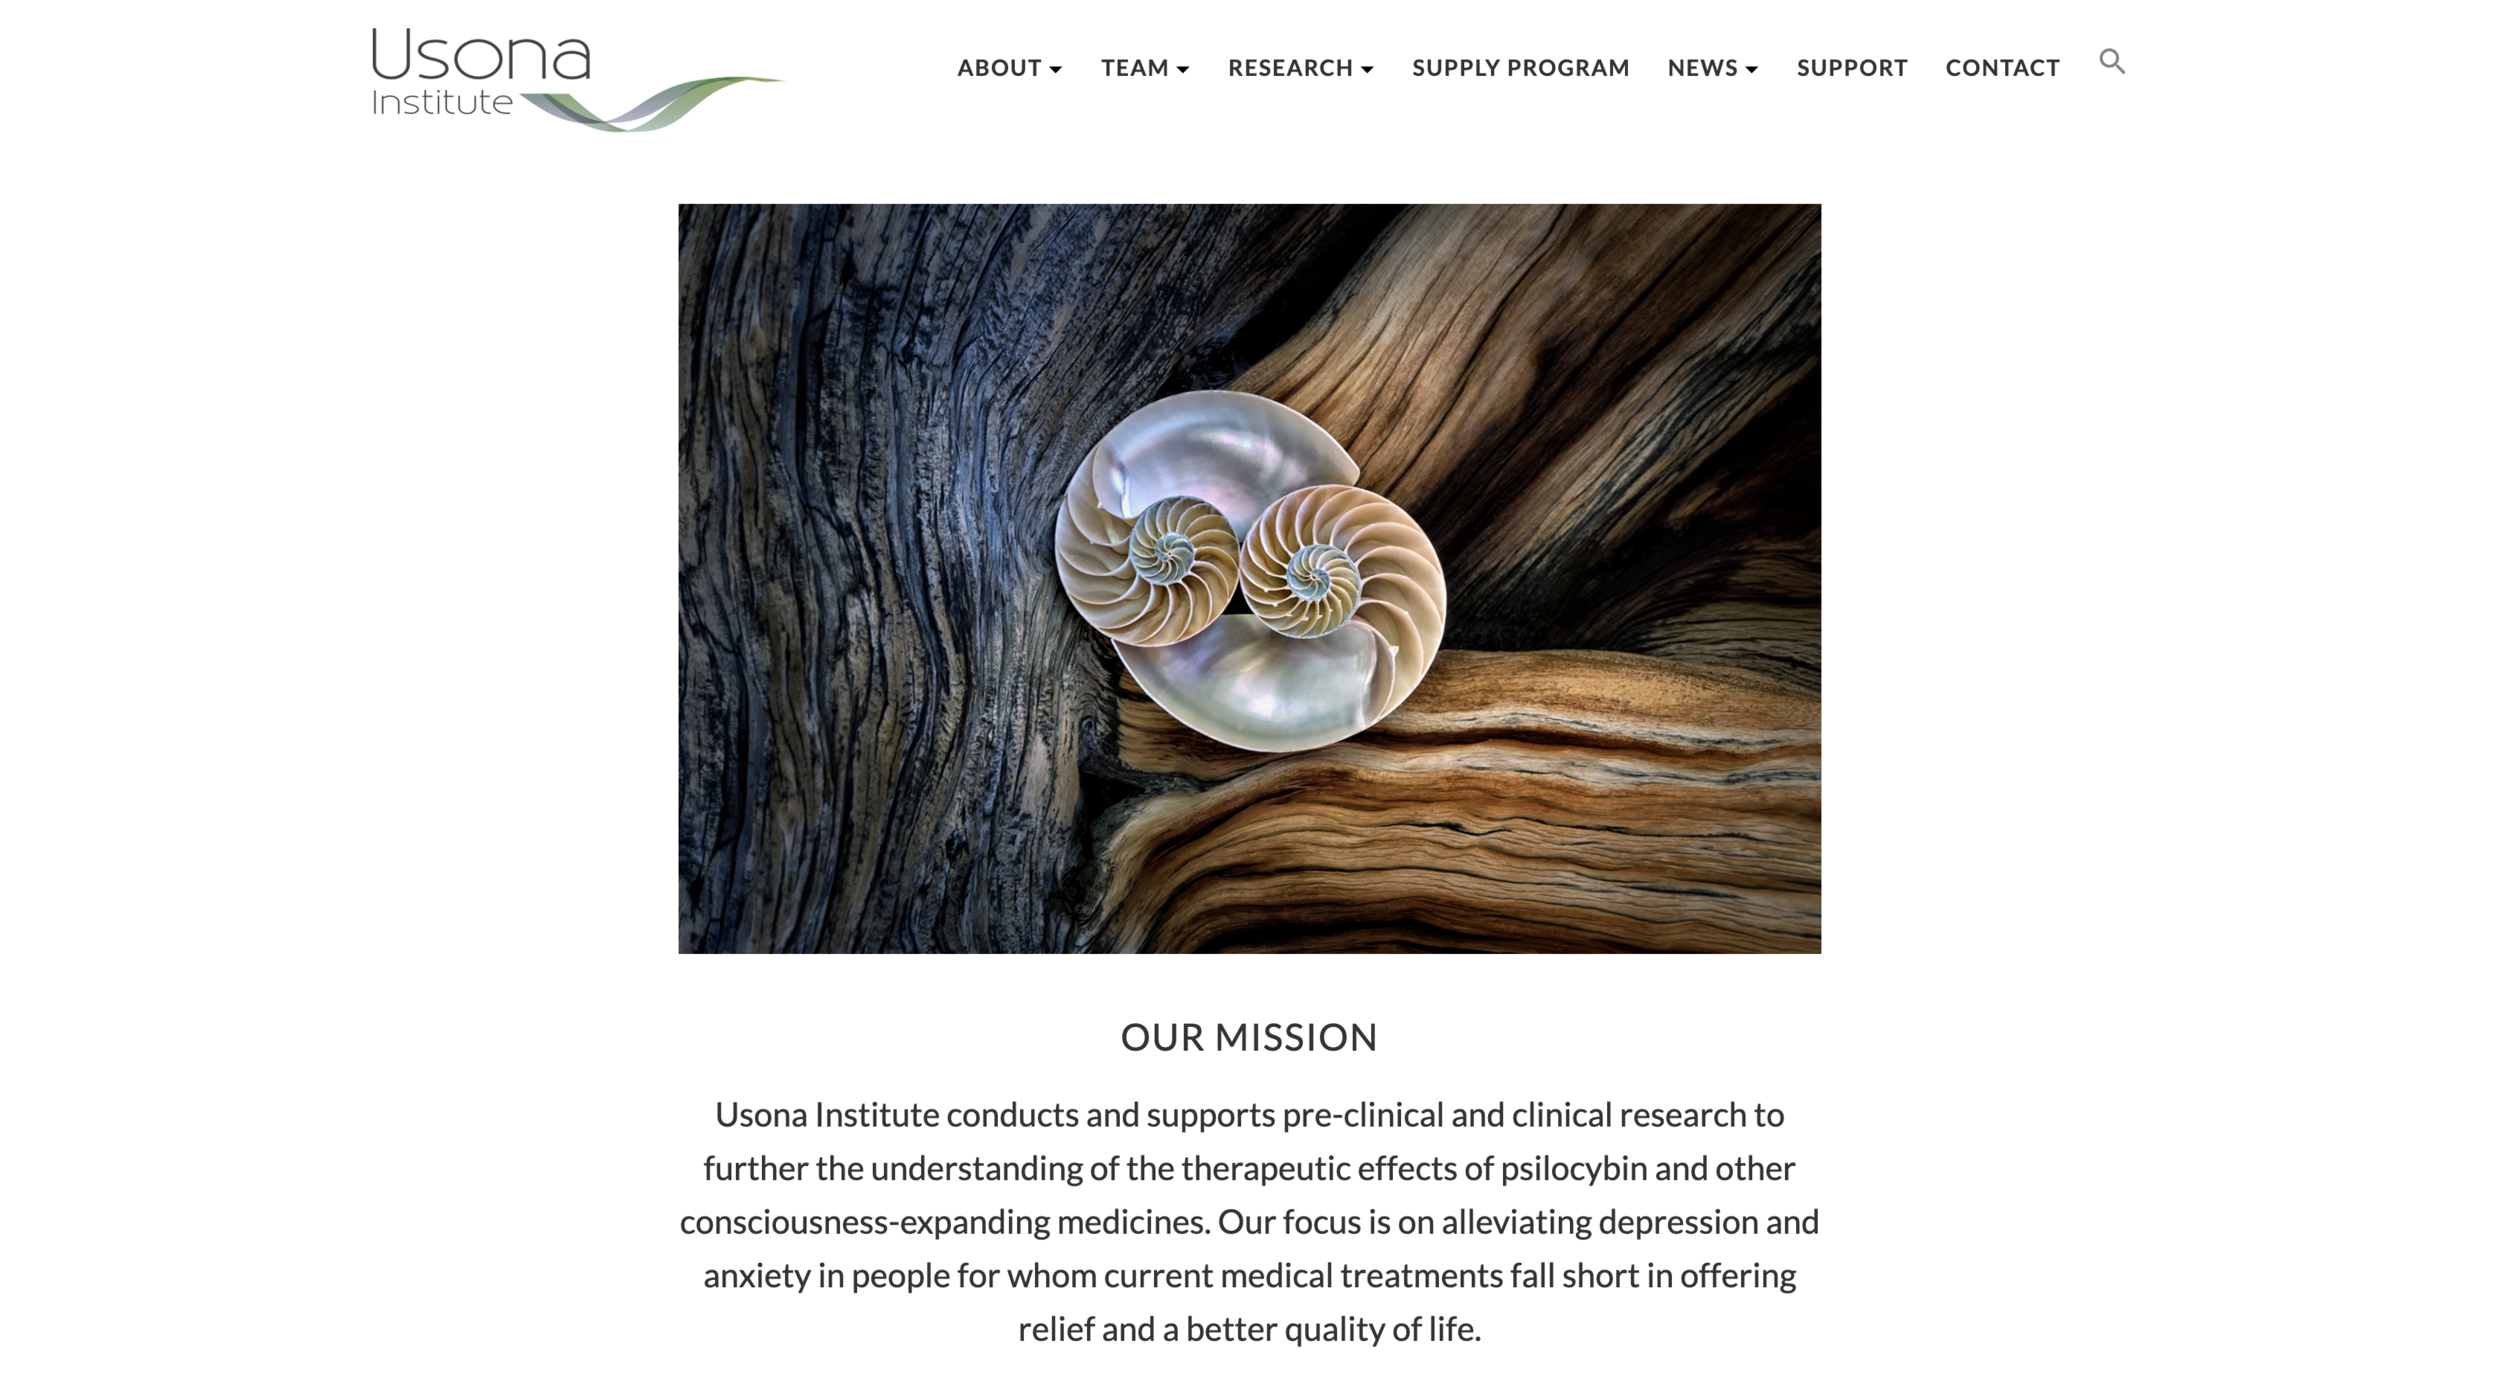 Usona
Institute
ABOUT TEAM RESEARCH SUPPLY PROGRAM NEWS SUPPORT CONTACT
OUR MISSION
Usona Institute conducts and supports pre-clinical and clinical research to
further the understanding of the therapeutic effects of psilocybin and other
consciousness-expanding medicines. Our focus is on alleviating depression and
anxiety in people for whom current medical treatments fall short in offering
relief and a better quality of life.